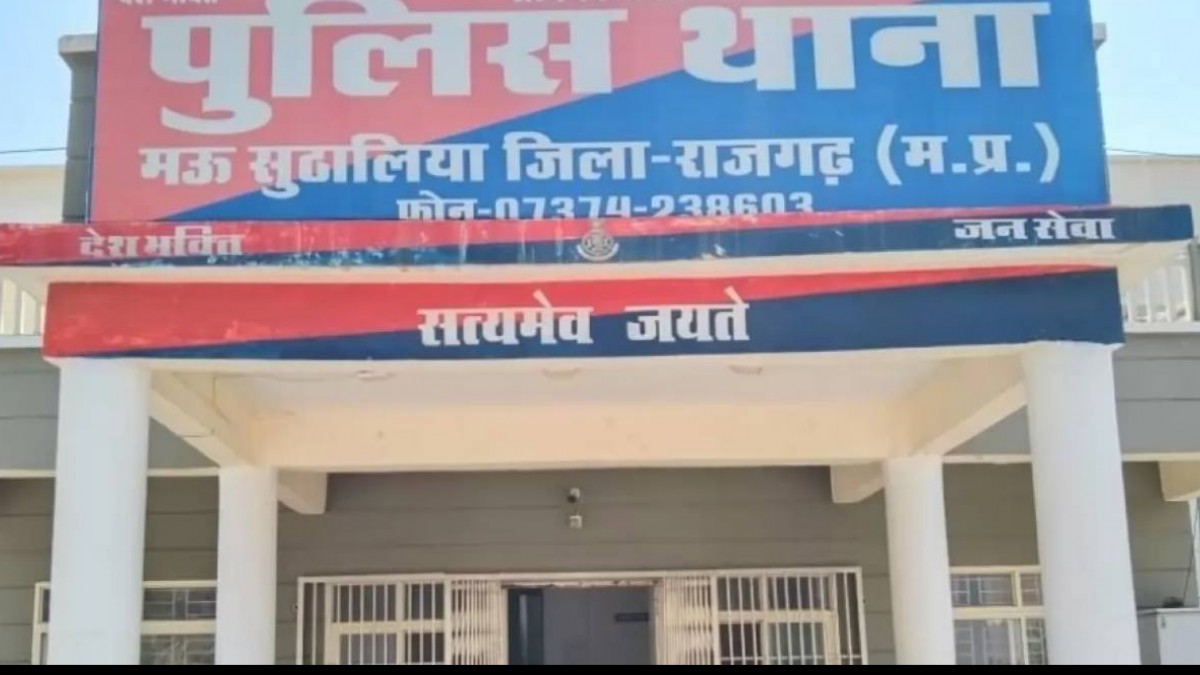 पुलिस थाना
मऊ सुठालिया जिला-राजगढ़ (म.प्र.)
फोन-07374-238603
देश भक्ति जन सेवा
सत्यमेव जयते